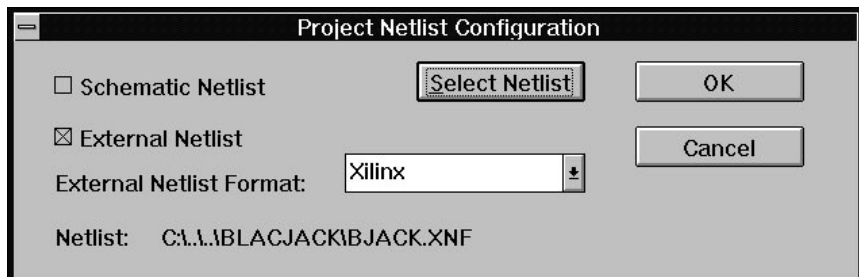 Project Netlist Configuration
Schematic Netlist
Select Netlist
OK
External Netlist
Cancel
External Netlist Format:
Xilinx
Netlist: C:\..\..\BLACJACK\BJACK.XNF